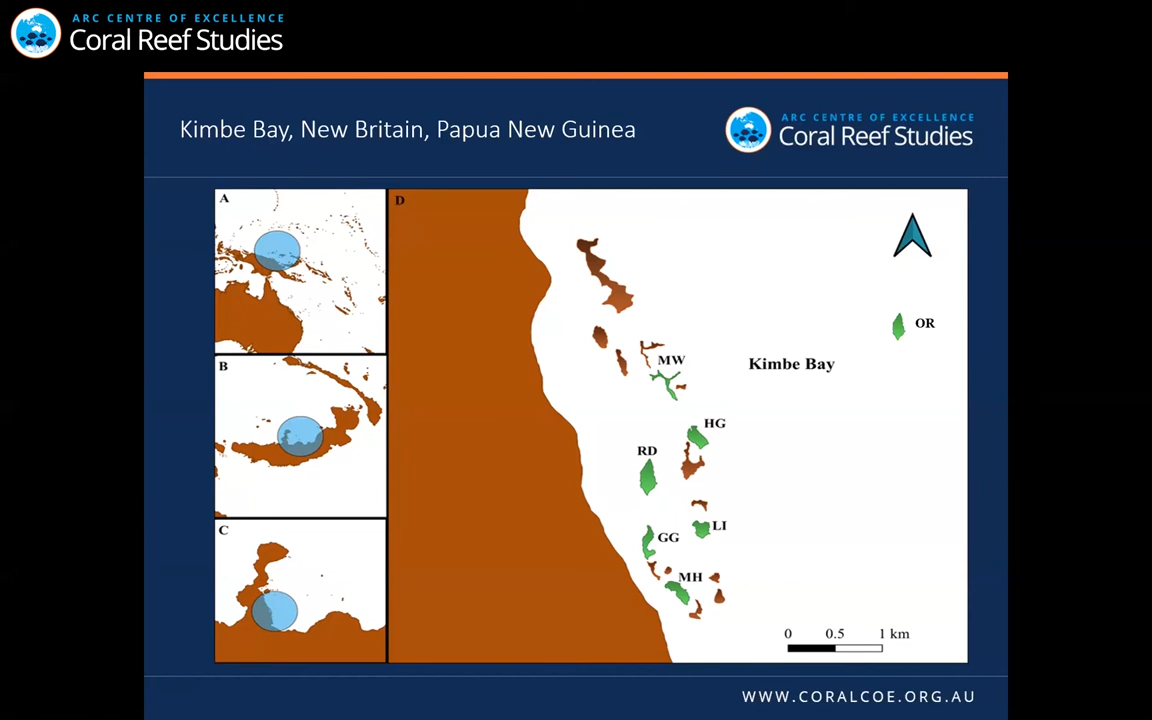 ARC CENTRE OF EXCELLENCE
Coral Reef Studies
Kimbe Bay, New Britain, Papua New Guinea
ARC CENTRE OF EXCELLENCE
Coral Reef Studies
A
B
C
D
OR
MW
Kimbe Bay
HG
RD
LI
GG
MH
0 0.5 1 km
WWW.CORALCOE.ORG.AU